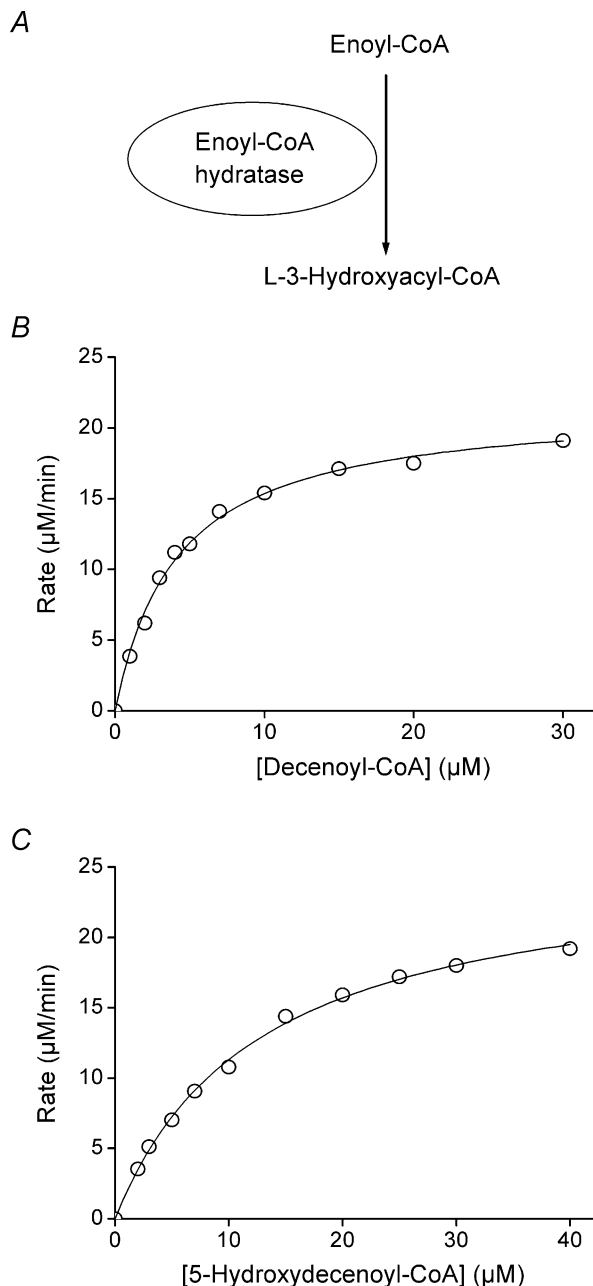 A
Enoyl-CoA
Enoyl-CoA
hydratase
L-3-Hydroxyacyl-CoA
B
25
20
15
10
5
0
Rate (µM/min)
0 10 20 30
[Decenoyl-CoA] (µM)
C
25
20
15
10
5
0
Rate (µM/min)
0 10 20 30 40
[5-Hydroxydecenoyl-CoA] (µM)